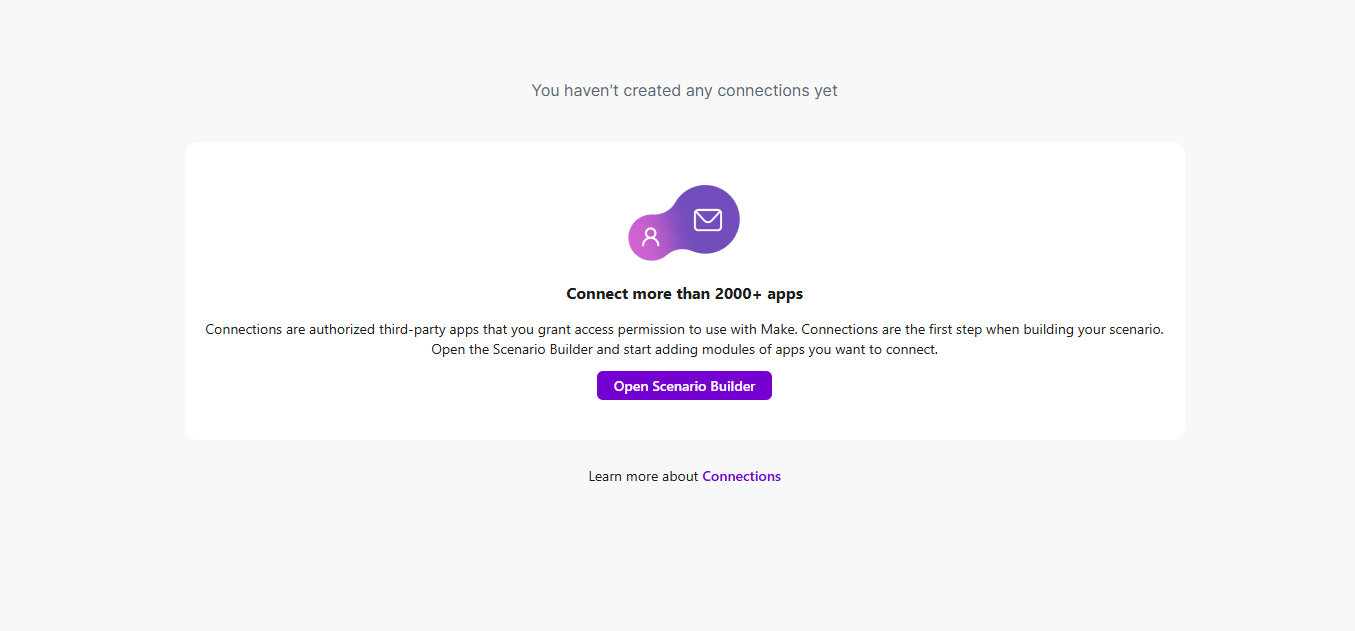 You haven't created any connections yet
Connect more than 2000+ apps
Connections are authorized third-party apps that you grant access permission to use with Make. Connections are the first step when building your scenario.
Open the Scenario Builder and start adding modules of apps you want to connect.
Open Scenario Builder
Learn more about Connections